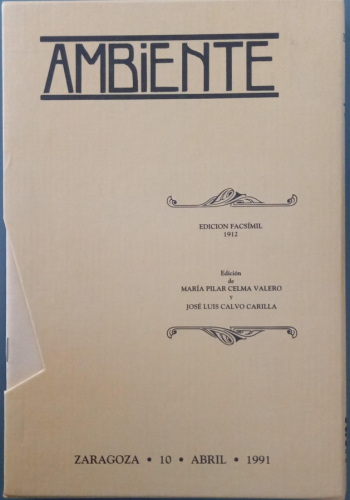 AMBiENTE
EDICION FACSÍMIL
1912
Edición
de
MARÍA PILAR CELMA VALERO
y
JOSÉ LUIS CALVO CARILLA
ZARAGOZA • 10 • ABRIL • 1991